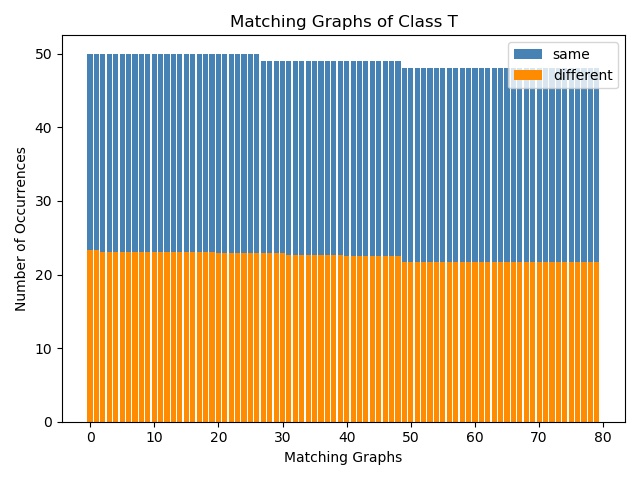 Matching Graphs of Class T
same
different
Number of Occurrences
50
40
30
20
10
0
0 10 20 30 40 50 60 70 80
Matching Graphs